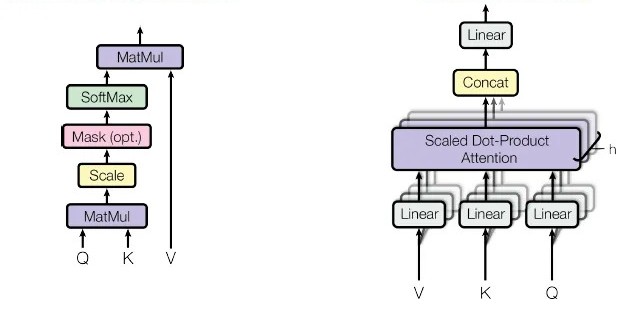 MatMul
SoftMax
Mask (opt.)
Scale
MatMul
Q K V
Linear
Concat
Scaled Dot-Product
Attention
h
Linear Linear Linear
V K Q